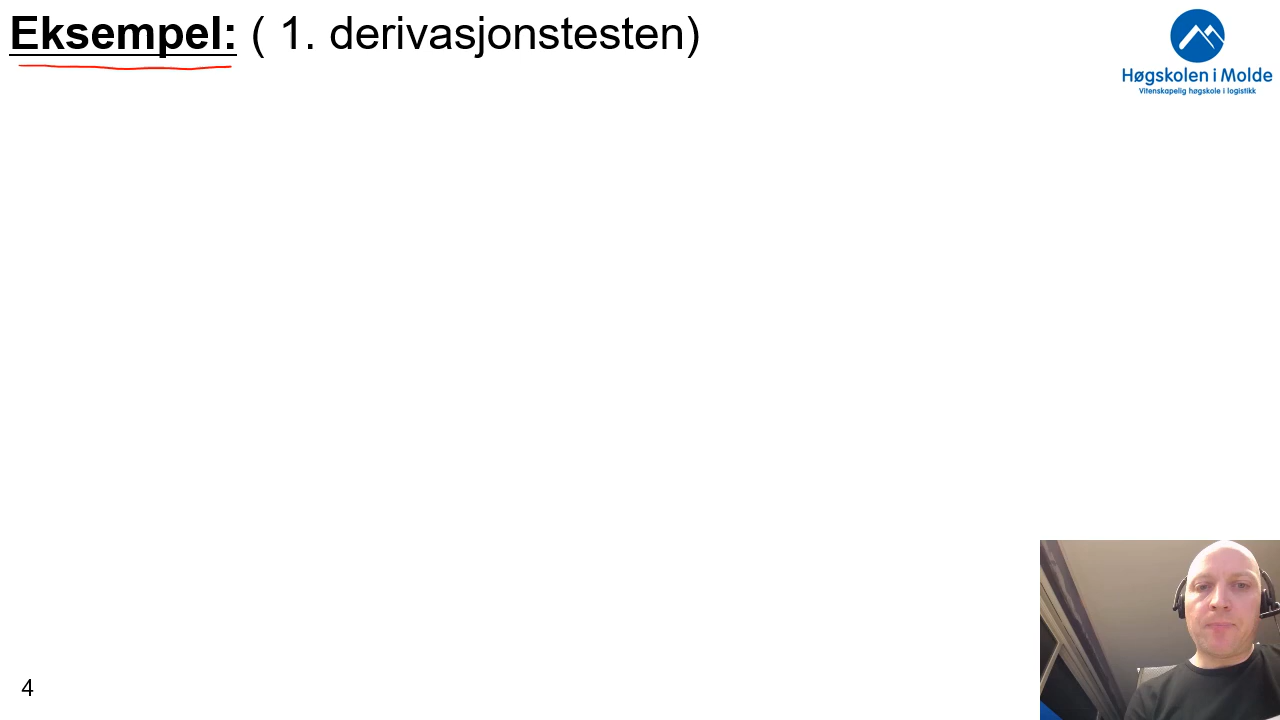 Eksempel: ( 1. derivasjonstesten)
Høgskolen i Molde
Vitenskapelig høgskole i logistikk
4